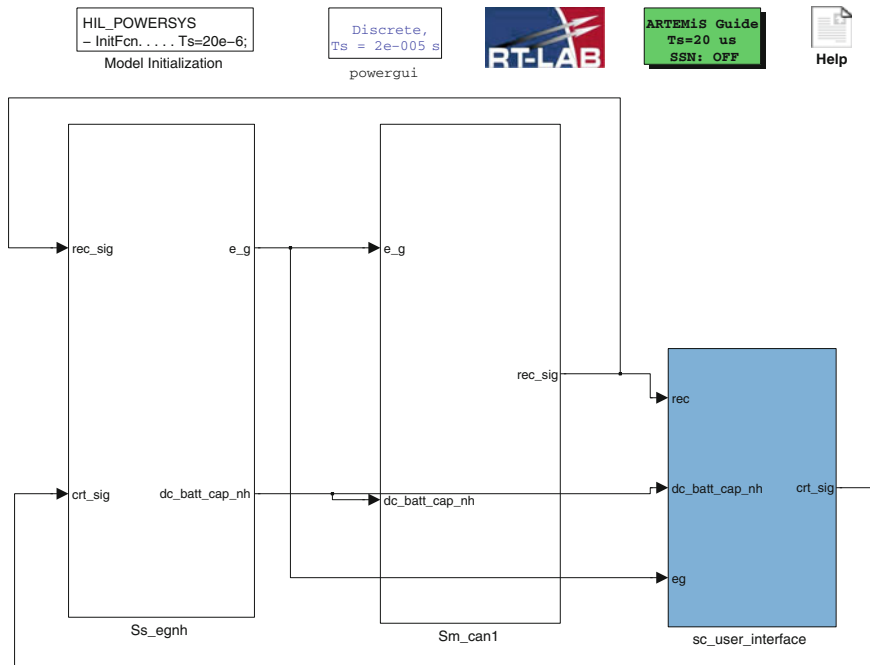 HIL_POWERSYS
– InitFcn. . . . . Ts=20e–6;
Model Initialization
Discrete,
Ts = 2e-005 s
powergui
RT-LAB
ARTEMiS Guide
Ts=20 us
SSN: OFF
Help
rec_sig
e_g
crt_sig
dc_batt_cap_nh
Ss_egnh
e_g
rec_sig
dc_batt_cap_nh
Sm_can1
rec
dc_batt_cap_nh
crt_sig
eg
sc_user_interface